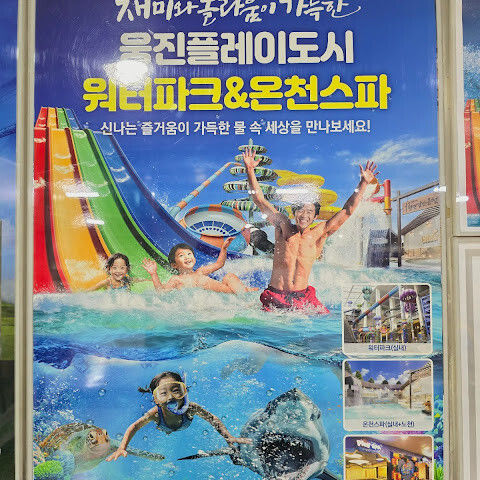 재미와 놀라움이 가득한
웅진플레이도시
워터파크&온천스파
신나는 즐거움이 가득한 물 속 세상을 만나보세요!
워터파크(실내)
온천스파(실내+노천)